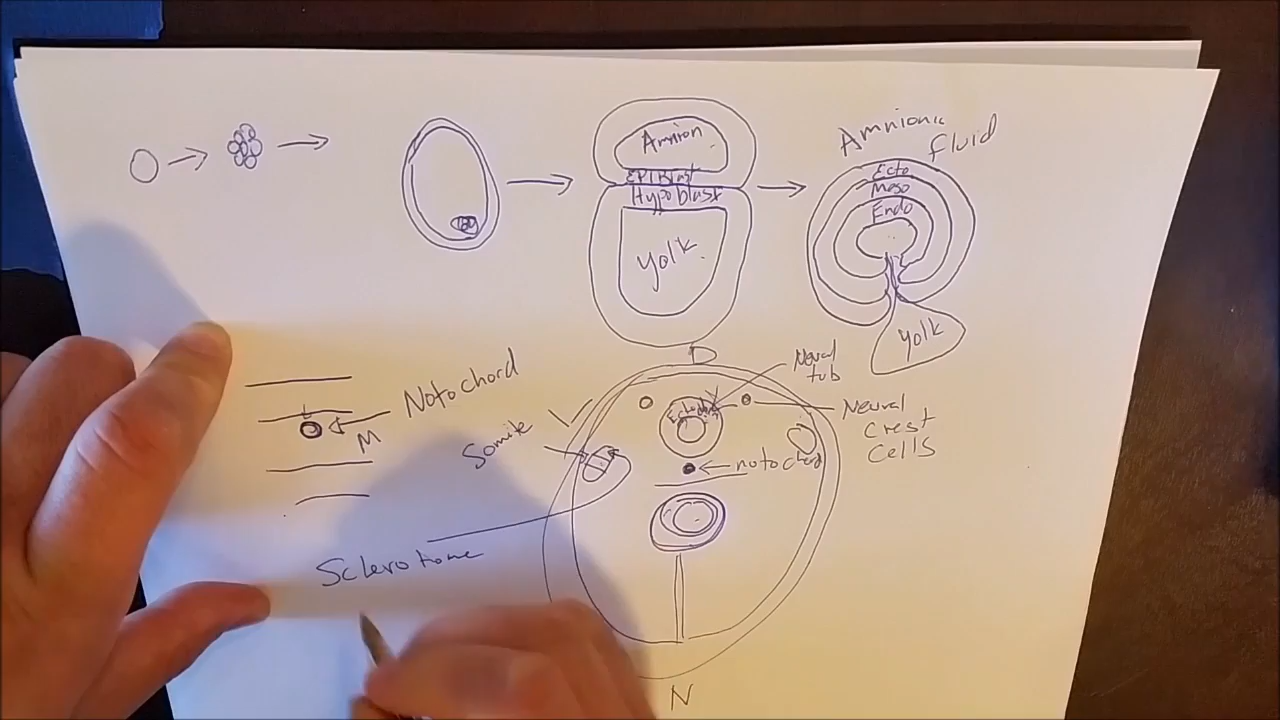 Amnion
EPIBlast
Hypoblast
yolk
Amnionic
fluid
Ecto
Meso
Endo
yolk
Notochord
M
D
Neural
tub
Somite
notochord
Neural
Crest
Cells
Sclerotome
N